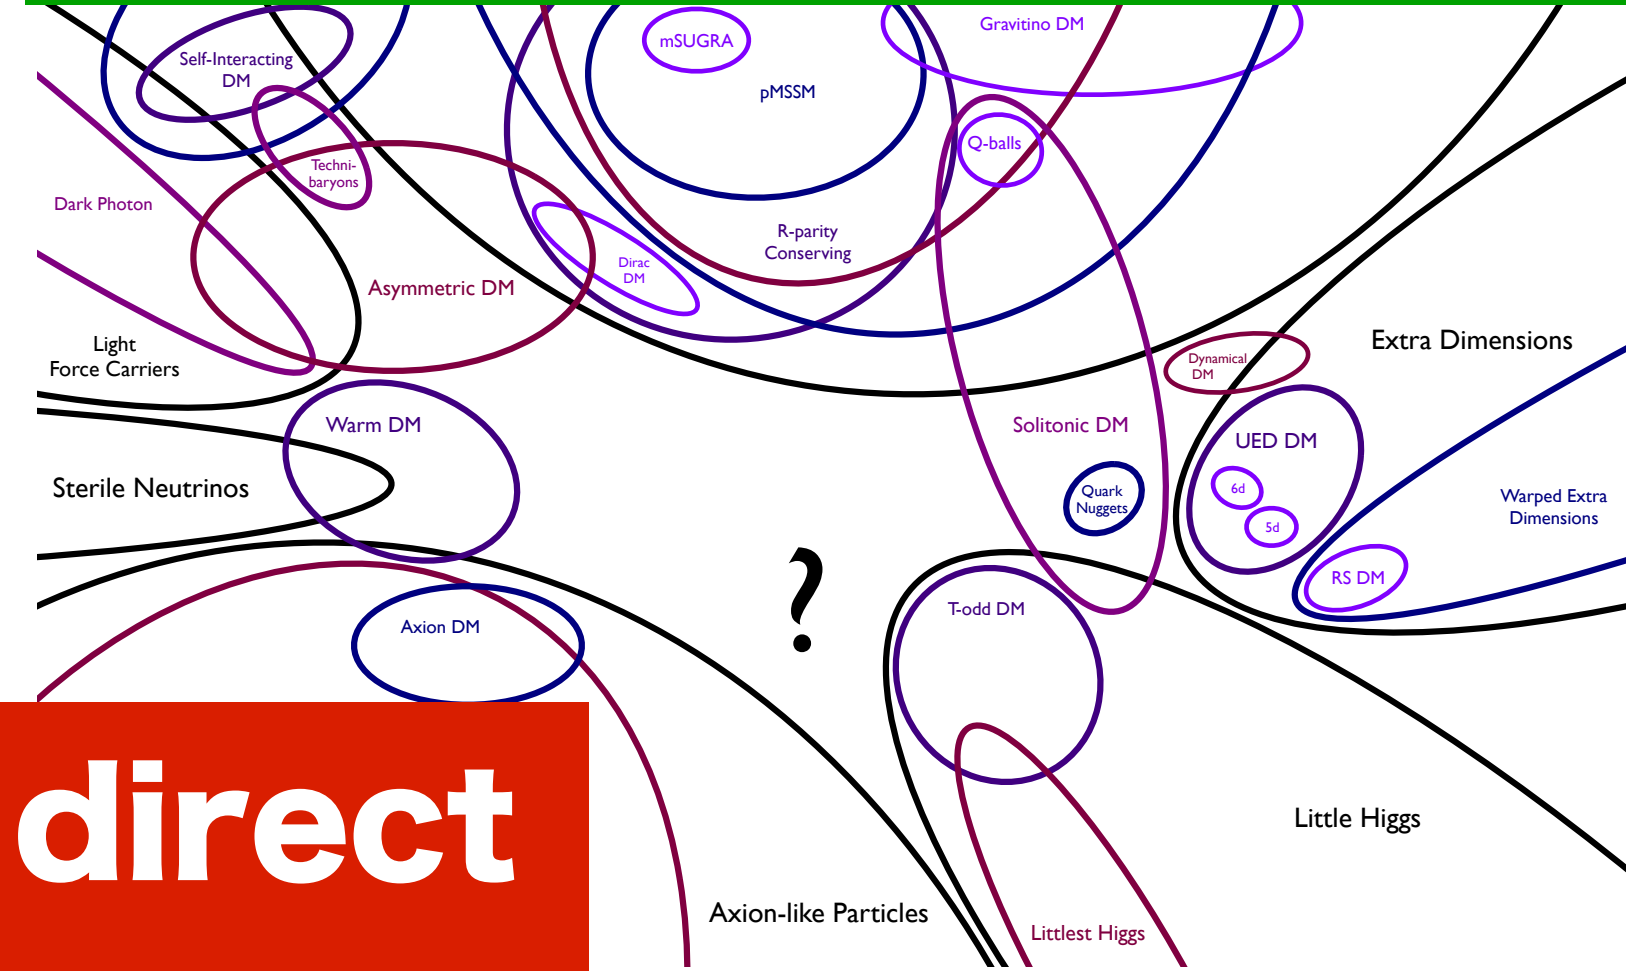 Gravitino DM
mSUGRA
Self-Interacting
DM
pMSSM
Q-balls
Techni-
baryons
Dark Photon
R-parity
Conserving
Dirac
DM
Asymmetric DM
Light
Force Carriers
Extra Dimensions
Dynamical
DM
Warm DM
Solitonic DM
UED DM
Sterile Neutrinos
Quark
Nuggets
6d
5d
Warped Extra
Dimensions
RS DM
?
T-odd DM
Axion DM
direct
Little Higgs
Axion-like Particles
Littlest Higgs